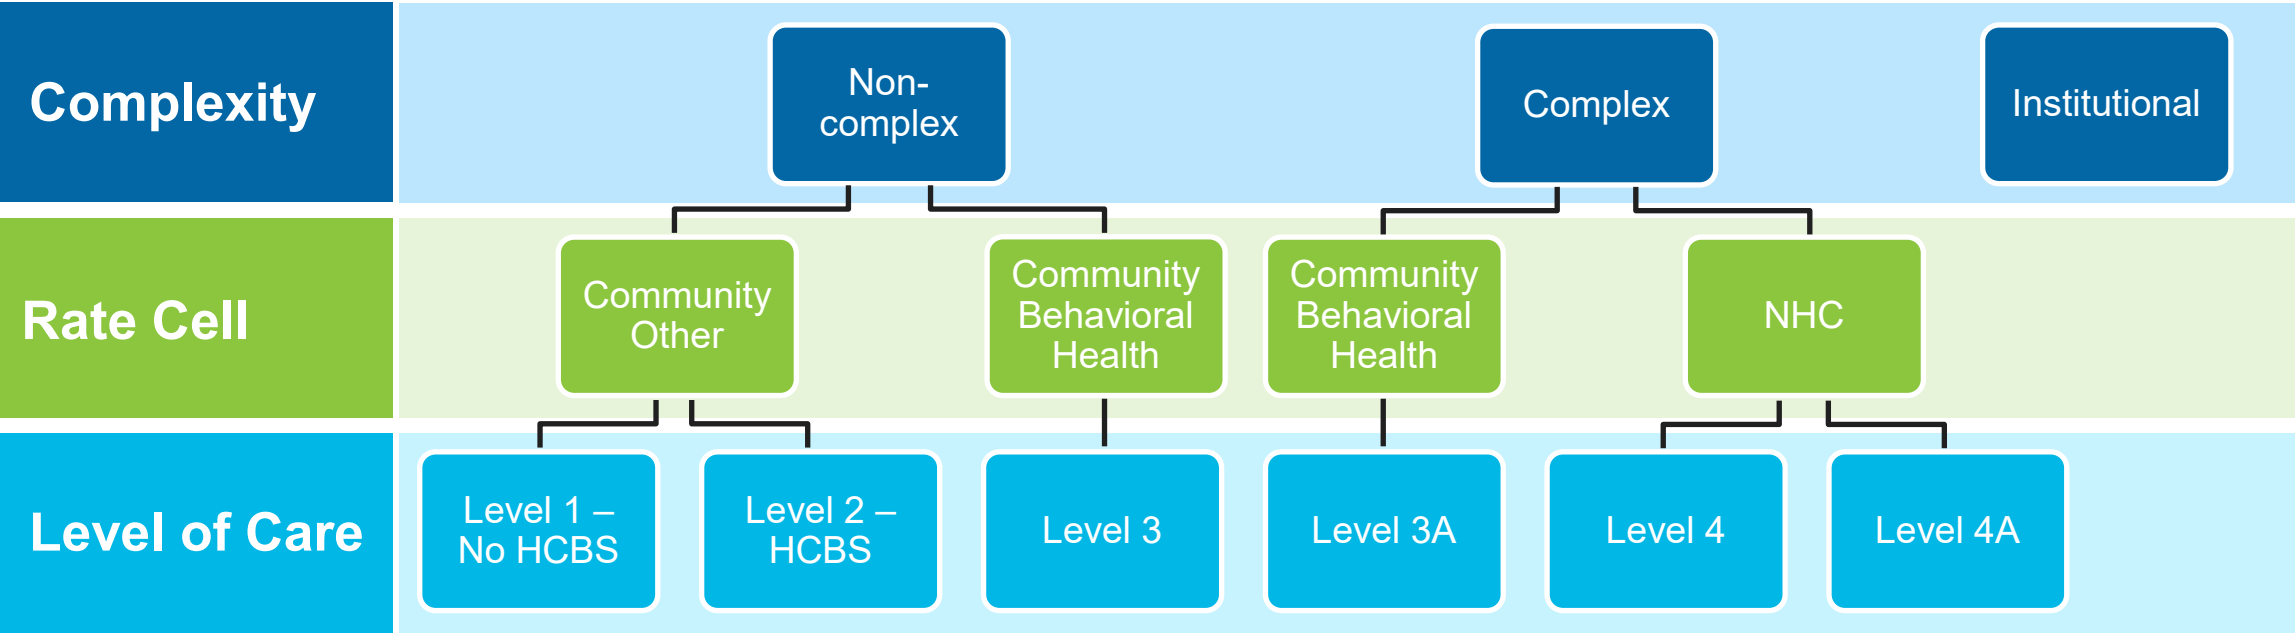 Complexity
Non-
complex
Complex
Institutional
Rate Cell
Community
Other
Community
Behavioral
Health
Community
Behavioral
Health
NHC
Level of Care
Level 1 –
No HCBS
Level 2 –
HCBS
Level 3
Level 3A
Level 4
Level 4A